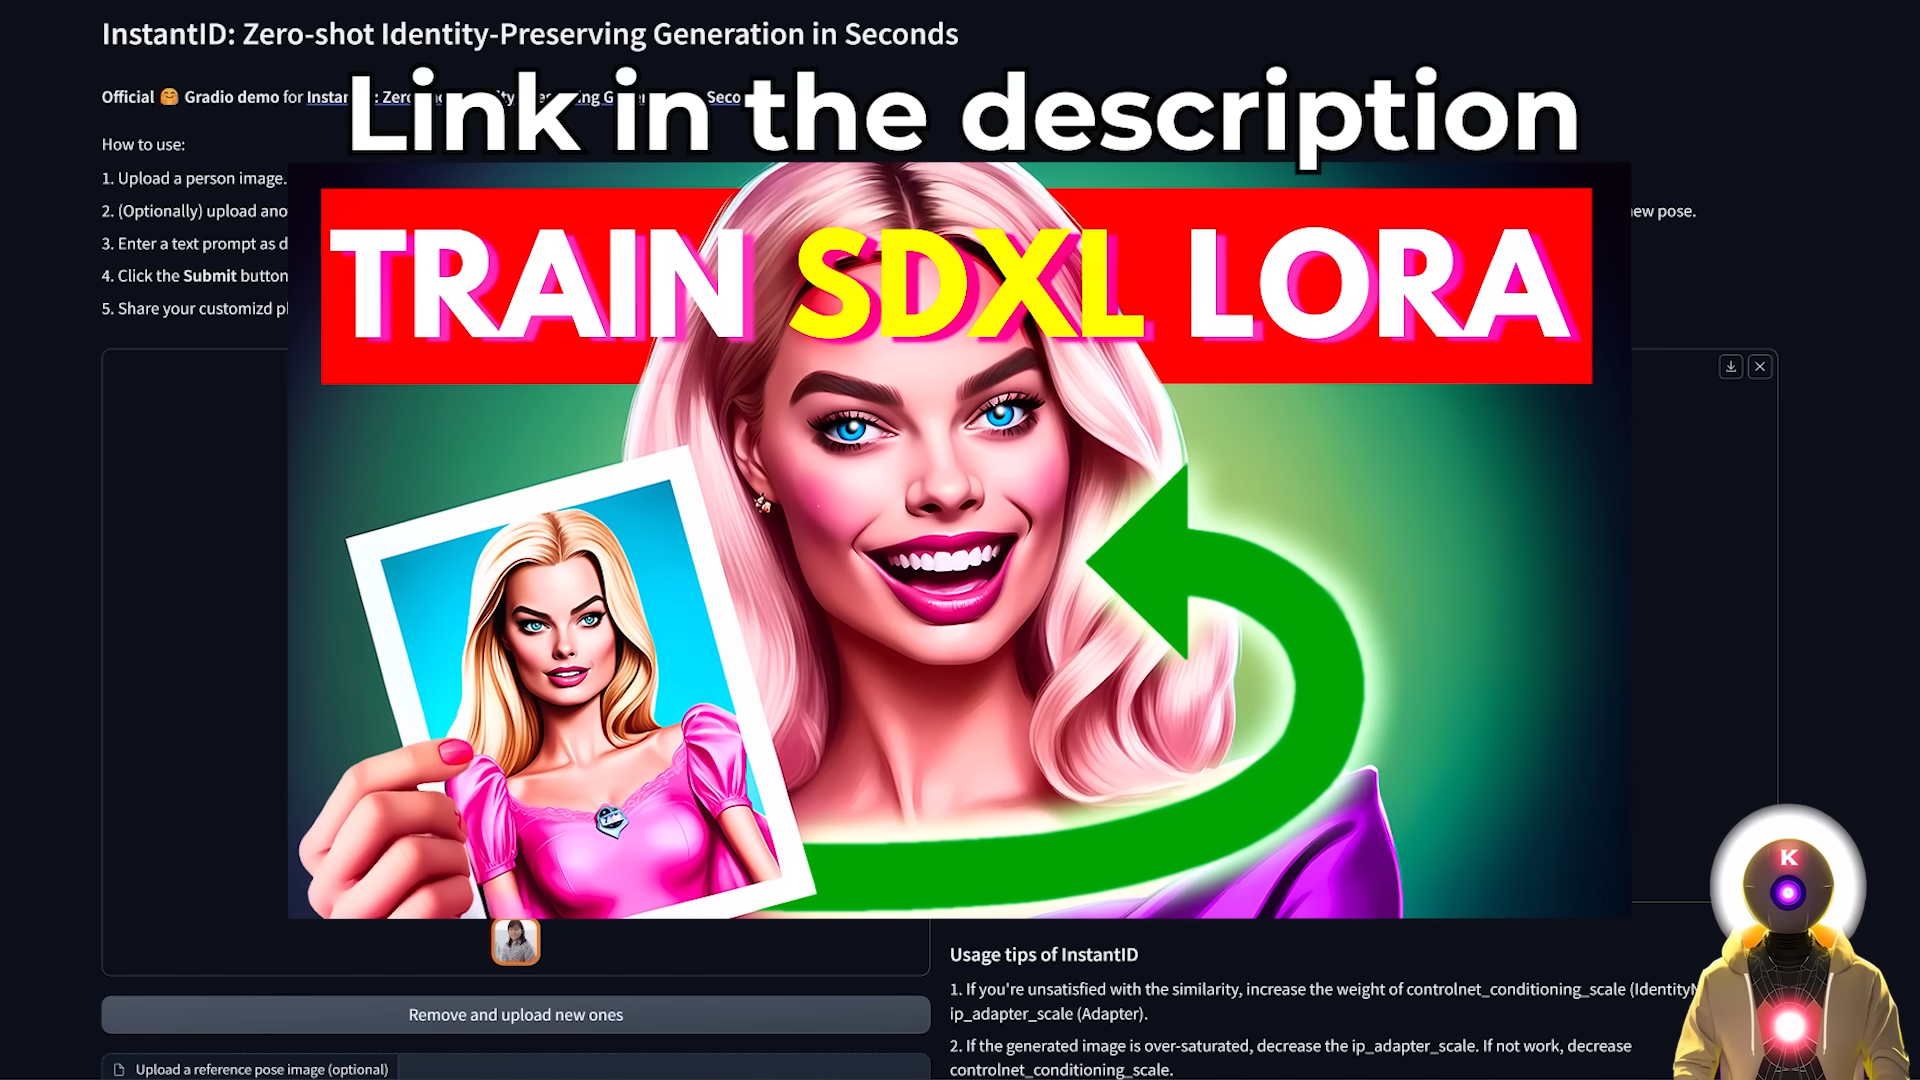 InstantID: Zero-shot Identity-Preserving Generation in Seconds
Official 🤗 Gradio demo for
Link in the description
How to use:
1. Upload a person image.
2. (Optionally) upload
new pose.
3. Enter a text prompt as
4. Click the Submit button
5. Share your customizd
TRAIN SDXL LORA
K
Usage tips of InstantID
1. If you're unsatisfied with the similarity, increase the weight of controlnet_conditioning_scale
ip_adapter_scale (Adapter).
2. If the generated image is over-saturated, decrease the ip_adapter_scale. If not work, decrease
controlnet_conditioning_scale.
Remove and upload new ones
Upload a reference pose image (optional)